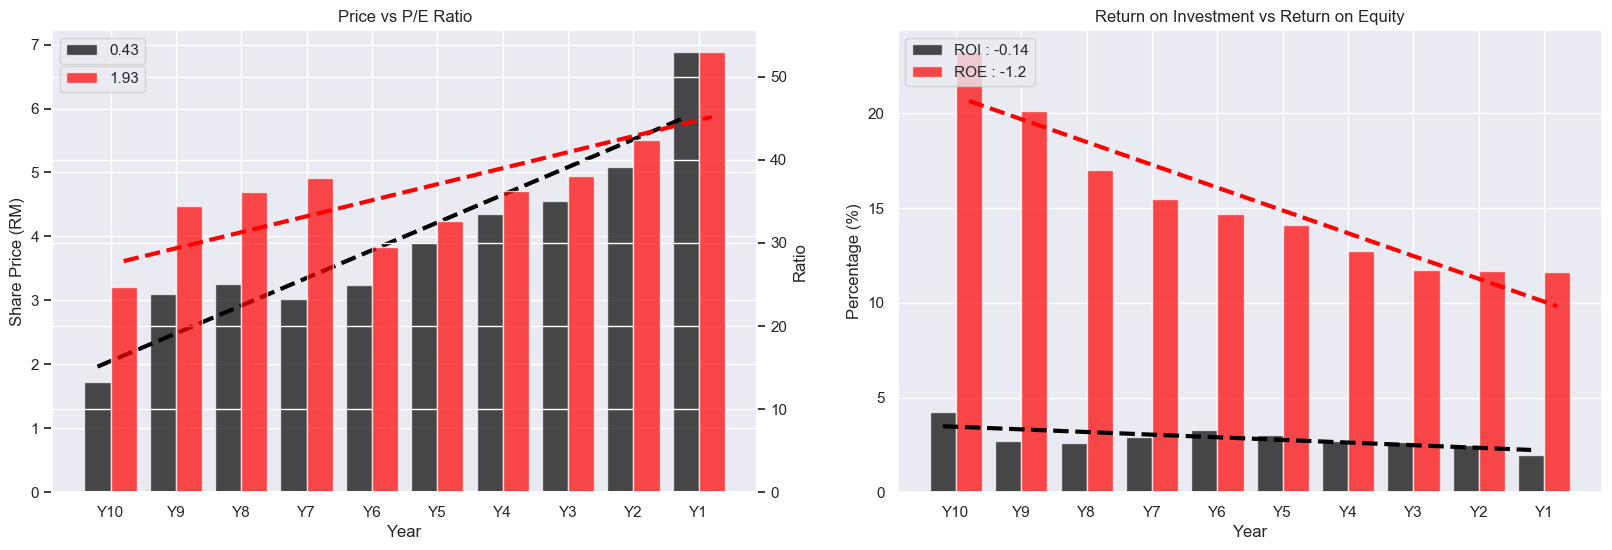 Price vs P/E Ratio
0.43
1.93
Share Price (RM)
7
6
5
4
3
2
1
0
50
40
30
20
10
0
Ratio
Y10 Y9 Y8 Y7 Y6 Y5 Y4 Y3 Y2 Y1
Year
Return on Investment vs Return on Equity
ROI : -0.14
ROE : -1.2
Percentage (%)
20
15
10
5
0
Y10 Y9 Y8 Y7 Y6 Y5 Y4 Y3 Y2 Y1
Year